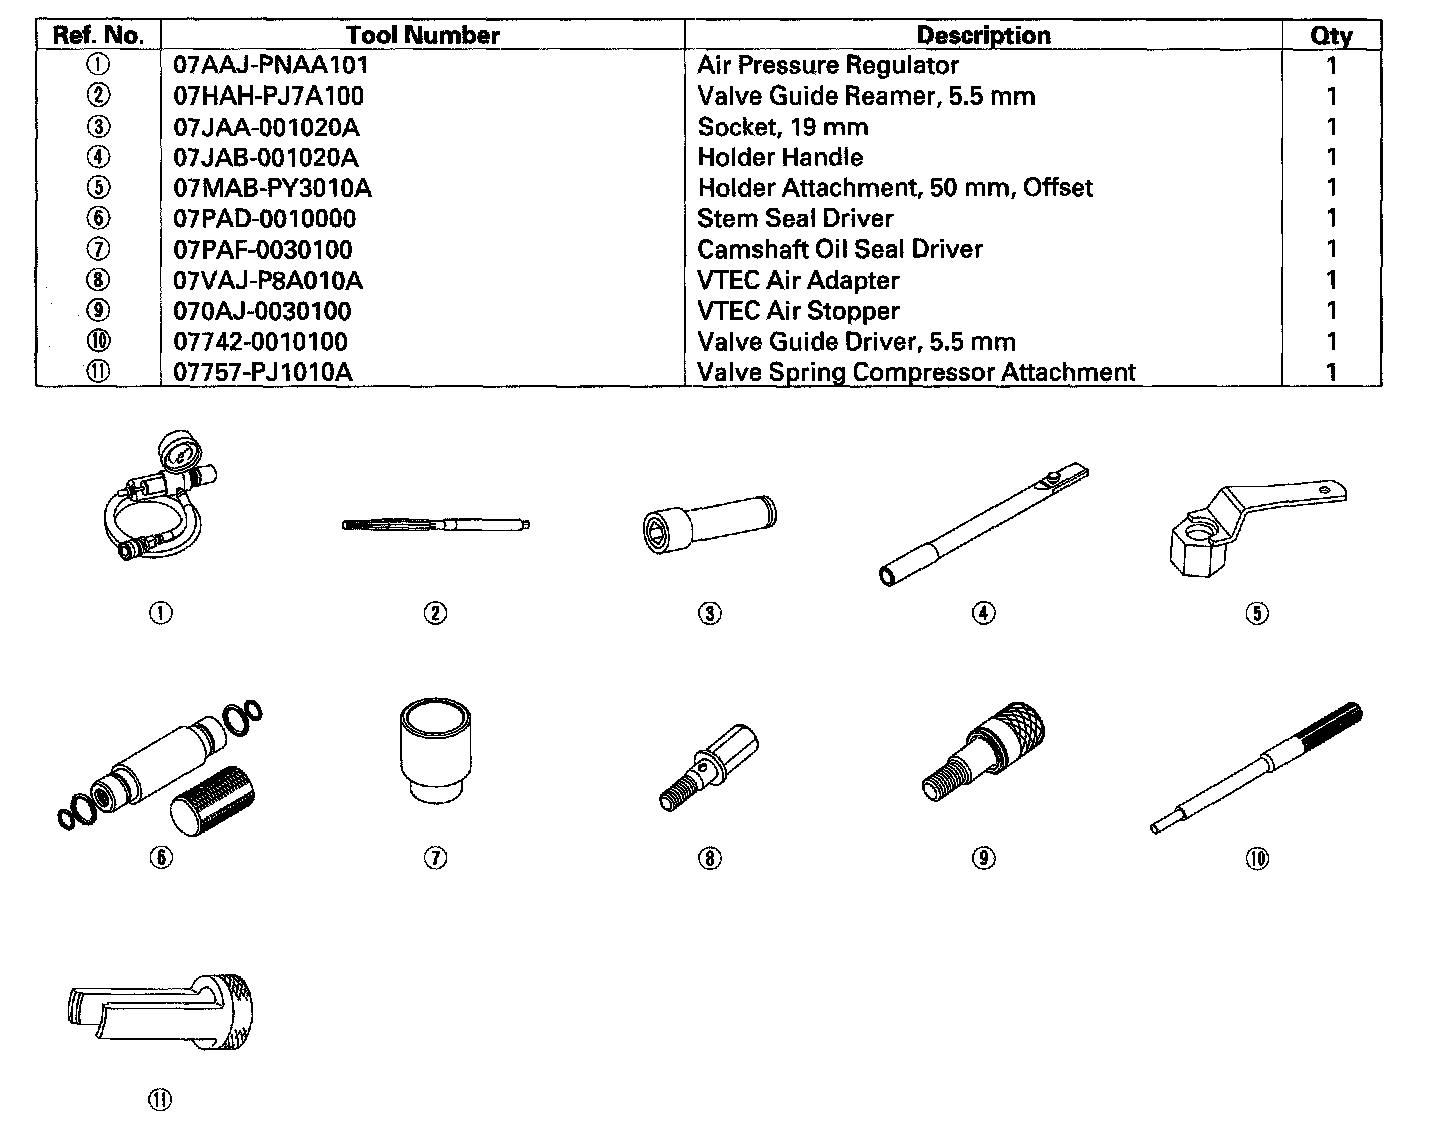 Ref. No. Tool Number Description Qty
① 07AAJ-PNAA101 Air Pressure Regulator 1
② 07HAH-PJ7A100 Valve Guide Reamer, 5.5 mm 1
③ 07JAA-001020A Socket, 19 mm 1
④ 07JAB-001020A Holder Handle 1
⑤ 07MAB-PY3010A Holder Attachment, 50 mm, Offset 1
⑥ 07PAD-0010000 Stem Seal Driver 1
⑦ 07PAF-0030100 Camshaft Oil Seal Driver 1
⑧ 07VAJ-P8A010A VTEC Air Adapter 1
⑨ 070AJ-0030100 VTEC Air Stopper 1
⑩ 07742-0010100 Valve Guide Driver, 5.5 mm 1
⑪ 07757-PJ1010A Valve Spring Compressor Attachment 1
① ② ③ ④ ⑤
⑥ ⑦ ⑧ ⑨ ⑩
⑪